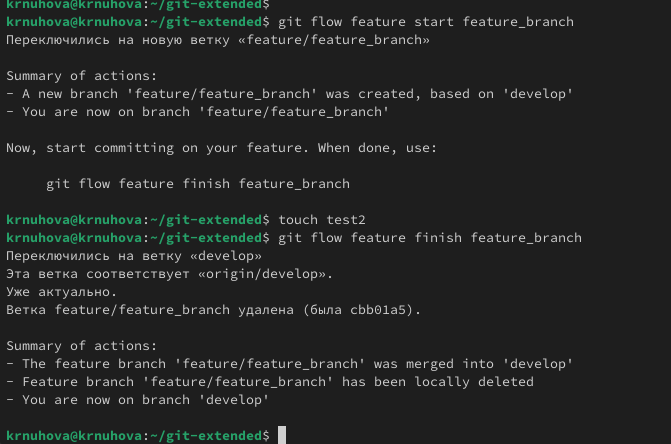 krnuhova@krnuhova:~/git-extended$
krnuhova@krnuhova:~/git-extended$ git flow feature start feature_branch
Переключились на новую ветку «feature/feature_branch»
Summary of actions:
- A new branch 'feature/feature_branch' was created, based on 'develop'
- You are now on branch 'feature/feature_branch'
Now, start committing on your feature. When done, use:
git flow feature finish feature_branch
krnuhova@krnuhova:~/git-extended$ touch test2
krnuhova@krnuhova:~/git-extended$ git flow feature finish feature_branch
Переключились на ветку «develop»
Эта ветка соответствует «origin/develop».
Уже актуально.
Ветка feature/feature_branch удалена (была cbb01a5).
Summary of actions:
- The feature branch 'feature/feature_branch' was merged into 'develop'
- Feature branch 'feature/feature_branch' has been locally deleted
- You are now on branch 'develop'
krnuhova@krnuhova:~/git-extended$